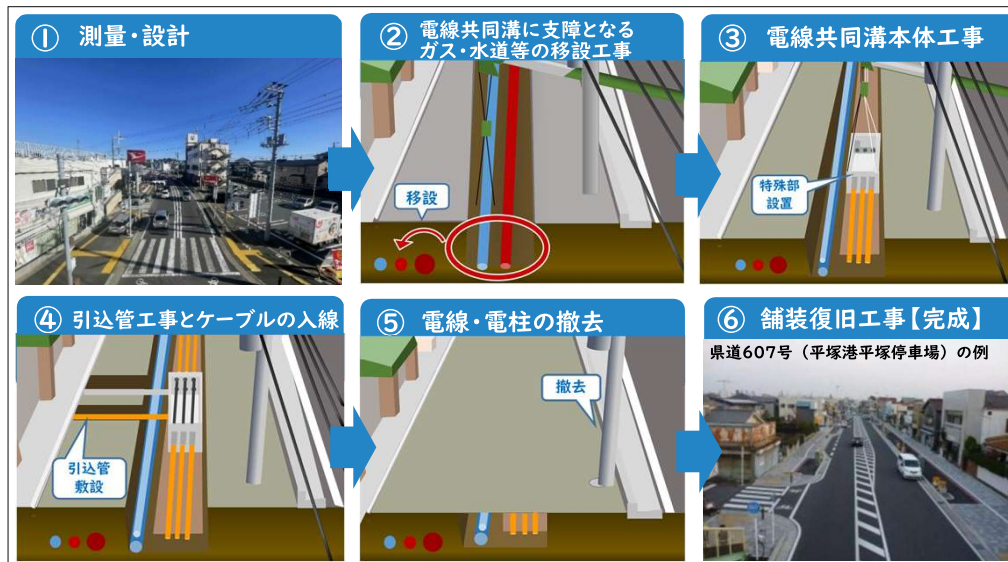 ① 測量・設計
② 電線共同溝に支障となる
ガス・水道等の移設工事
移設
③ 電線共同溝本体工事
特殊部
設置
④ 引込管工事とケーブルの入線
引込管
敷設
⑤ 電線・電柱の撤去
撤去
⑥ 舗装復旧工事【完成】
県道607号（平塚港平塚停車場）の例